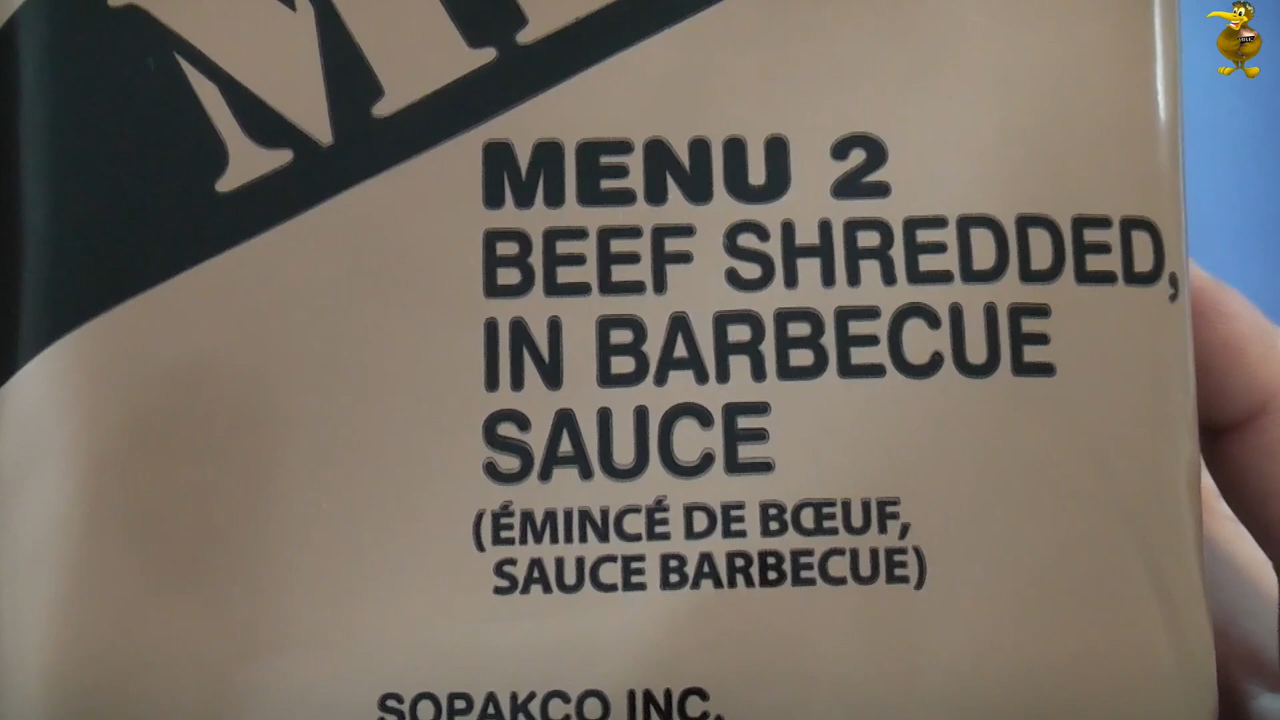 MENU 2
BEEF SHREDDED,
IN BARBECUE
SAUCE
(ÉMINCÉ DE BŒUF,
SAUCE BARBECUE)
SOPAKCO INC.